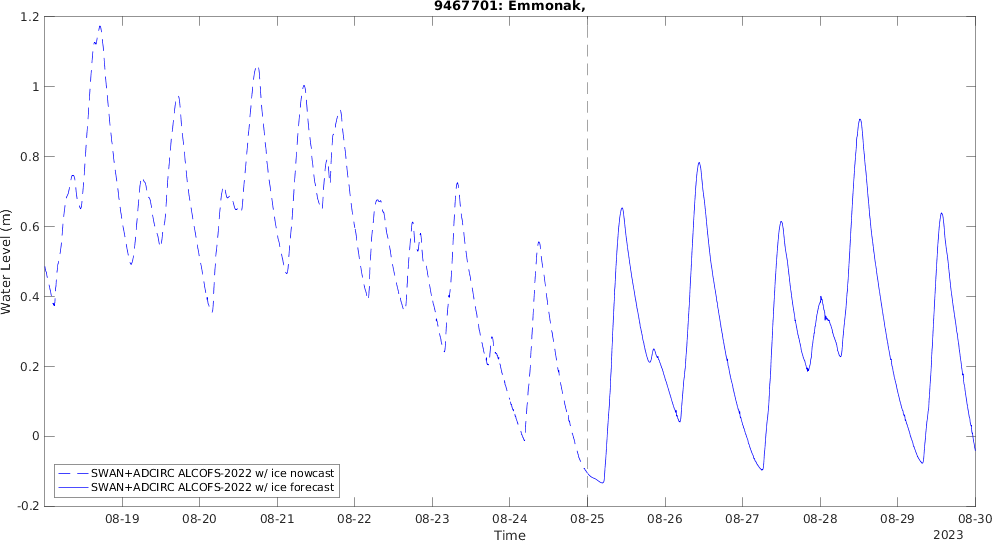 9467701: Emmonak,
1.2
1
0.8
0.6
0.4
0.2
0
-0.2
Water Level (m)
SWAN+ADCIRC ALCOFS-2022 w/ ice nowcast
SWAN+ADCIRC ALCOFS-2022 w/ ice forecast
08-19 08-20 08-21 08-22 08-23 08-24 08-25 08-26 08-27 08-28 08-29 08-30
Time
2023